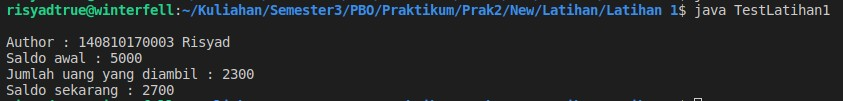 risyadtrue@winterfell:~/Kuliahan/Semester3/PBO/Praktikum/Prak2/New/Latihan/Latihan 1$ java TestLatihan1
Author : 140810170003 Risyad
Saldo awal : 5000
Jumlah uang yang diambil : 2300
Saldo sekarang : 2700